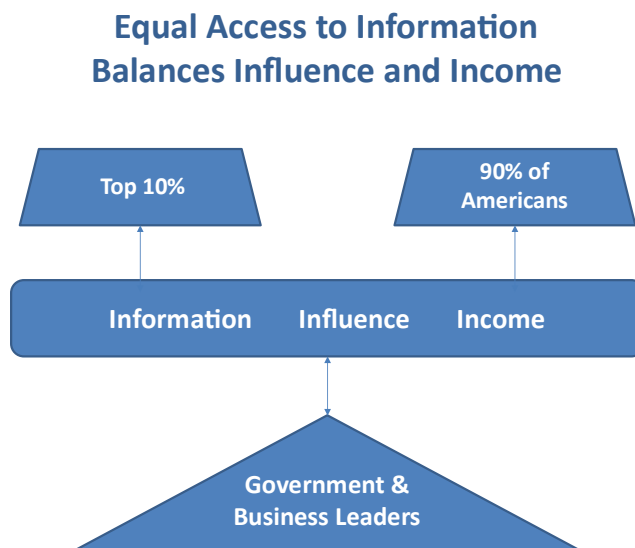 Equal Access to Information
Balances Influence and Income
Top 10%
90% of
Americans
Information Influence Income
Government &
Business Leaders